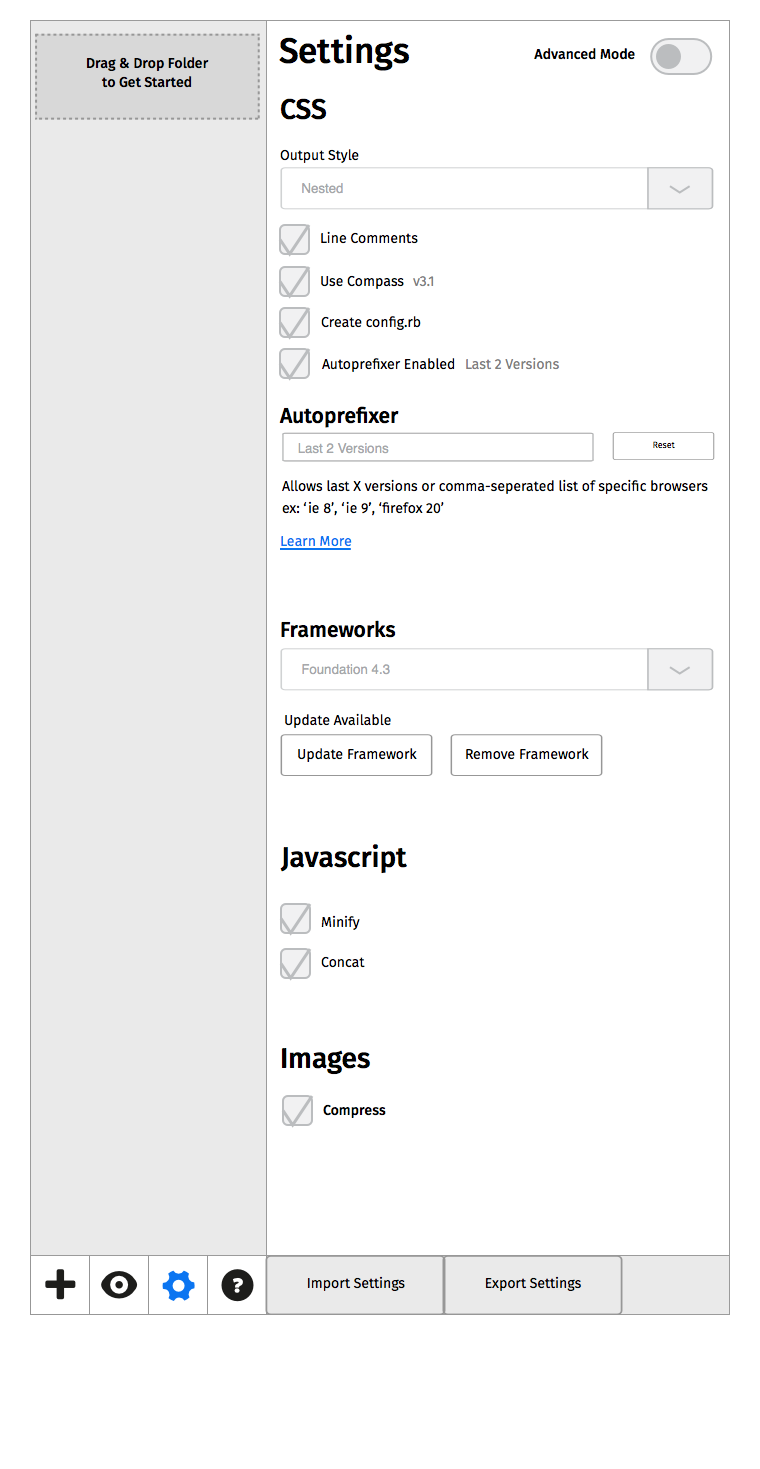 Drag & Drop Folder
to Get Started
Settings
Advanced Mode
CSS
Output Style
Nested
Line Comments
Use Compass v3.1
Create config.rb
Autoprefixer Enabled Last 2 Versions
Autoprefixer
Last 2 Versions
Reset
Allows last X versions or comma-seperated list of specific browsers
ex: ‘ie 8’, ‘ie 9’, ‘firefox 20’
Learn More
Frameworks
Foundation 4.3
Update Available
Update Framework
Remove Framework
Javascript
Minify
Concat
Images
Compress
?
Import Settings
Export Settings